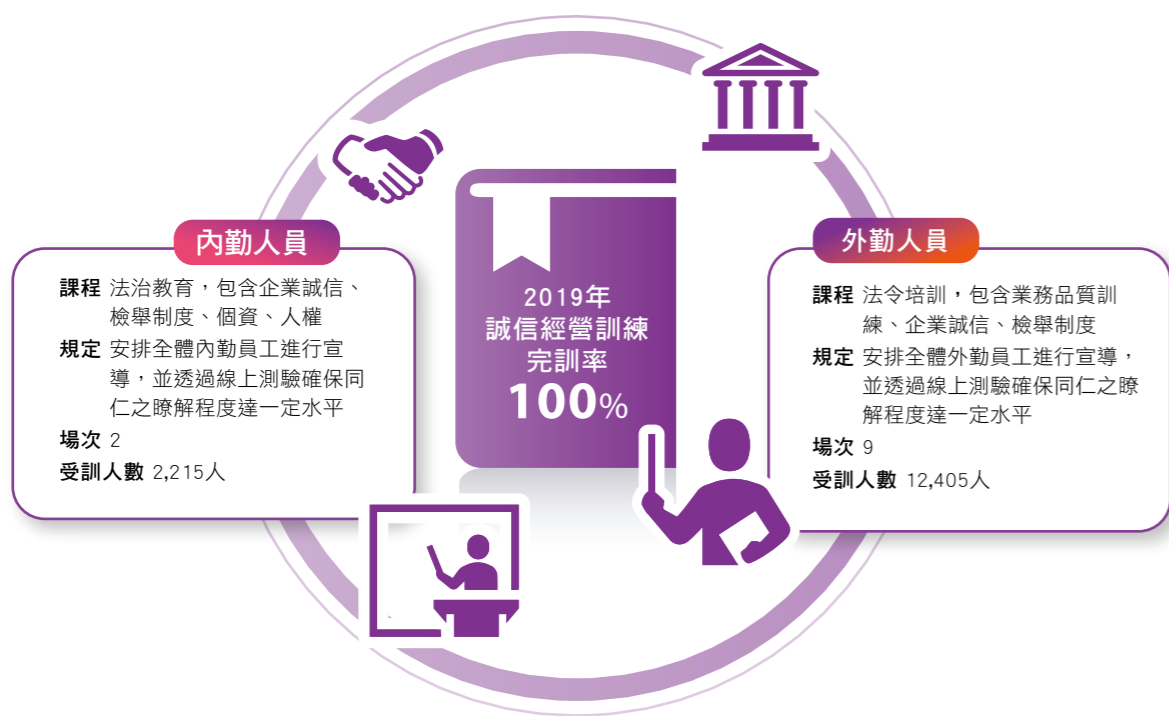 內勤人員
課程 法治教育，包含企業誠信、
檢舉制度、個資、人權
規定 安排全體內勤員工進行宣
導，並透過線上測驗確保同
仁之瞭解程度達一定水平
場次 2
受訓人數 2,215人
2019年
誠信經營訓練
完訓率
100%
外勤人員
課程 法令培訓，包含業務品質訓
練、企業誠信、檢舉制度
規定 安排全體外勤員工進行宣導，
並透過線上測驗確保同仁之瞭
解程度達一定水平
場次 9
受訓人數 12,405人